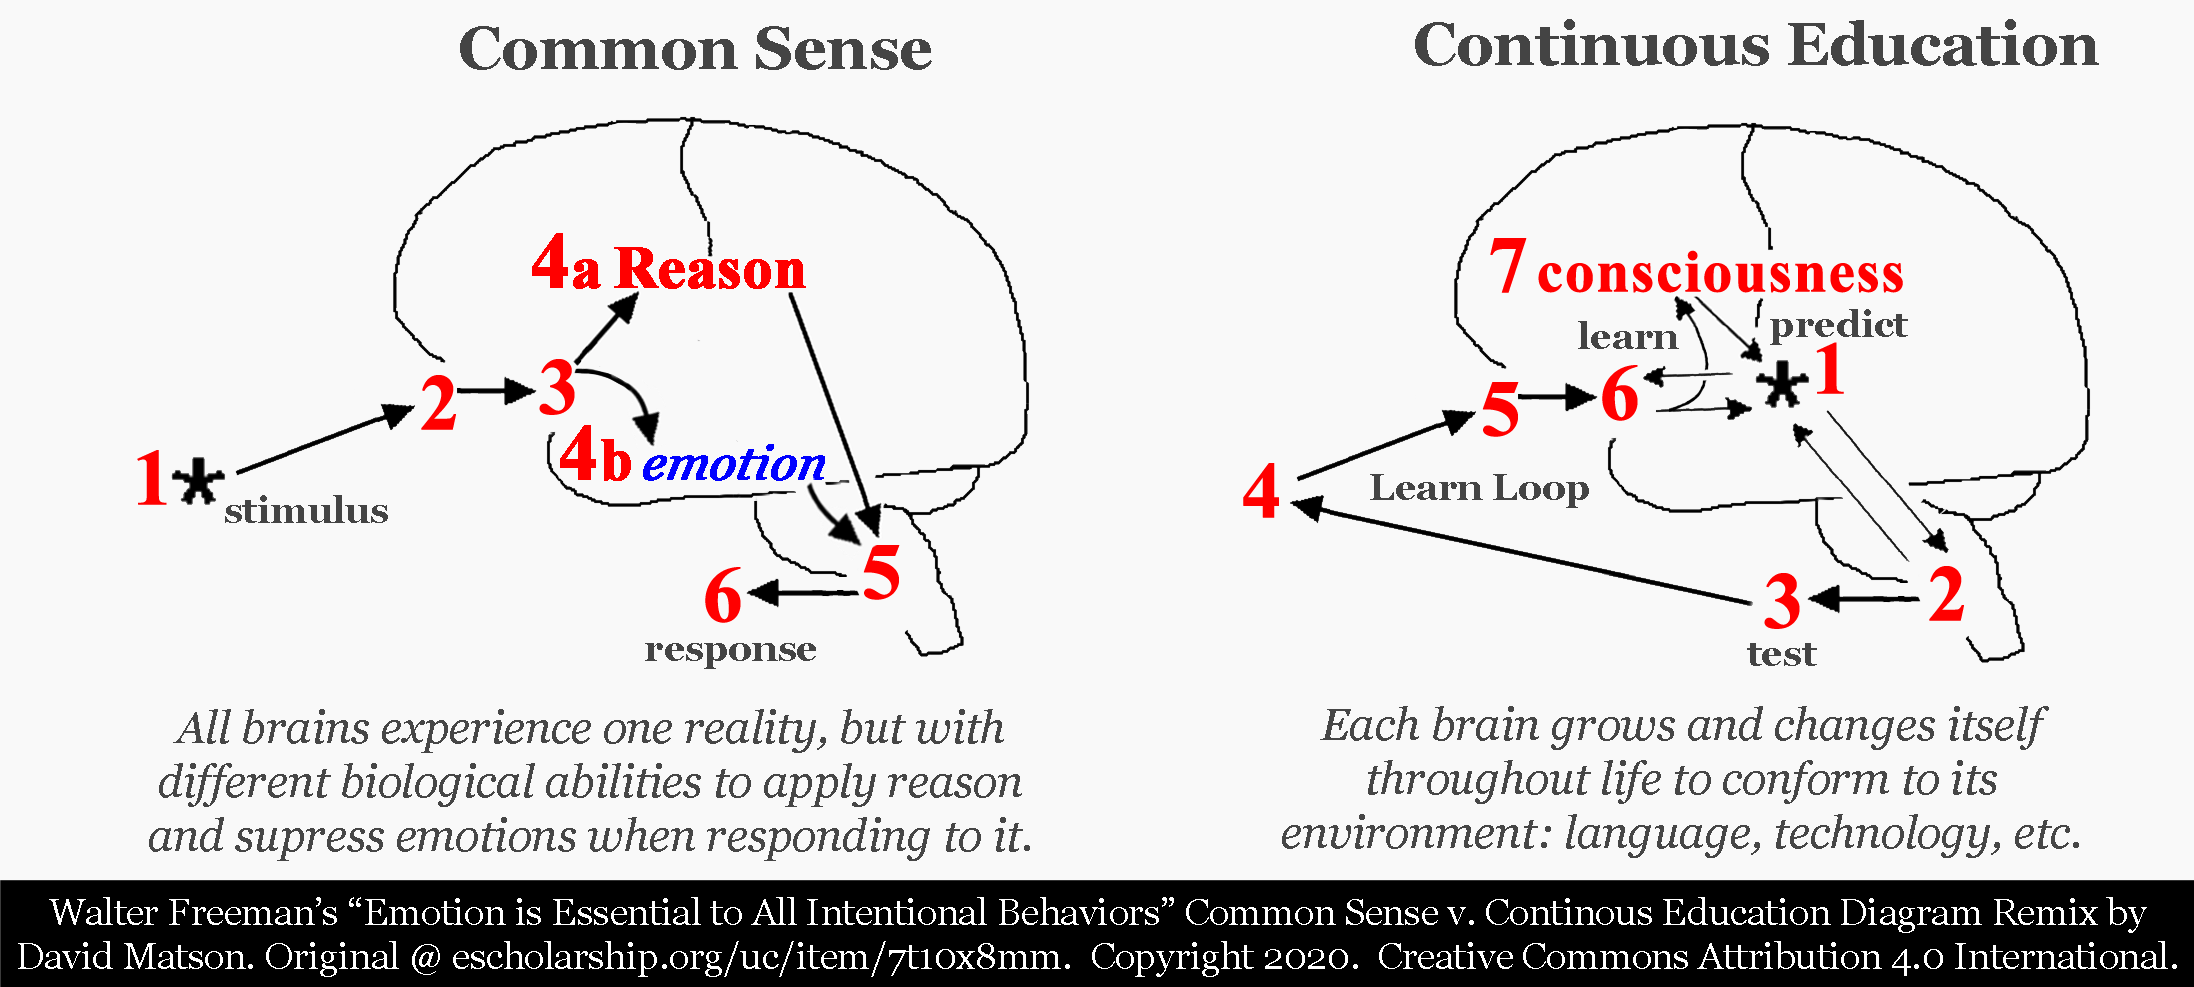 Common Sense
4a Reason
2
3
4b emotion
1*
stimulus
5
6
response
All brains experience one reality, but with
different biological abilities to apply reason
and supress emotions when responding to it.
Continuous Education
7 consciousness
learn
predict
5
6
*1
4
Learn Loop
3
2
test
Each brain grows and changes itself
throughout life to conform to its
environment: language, technology, etc.
Walter Freeman's “Emotion is Essential to All Intentional Behaviors” Common Sense v. Continous Education Diagram Remix by
David Matson. Original @ escholarship.org/uc/item/7t10x8mm. Copyright 2020. Creative Commons Attribution 4.0 International.